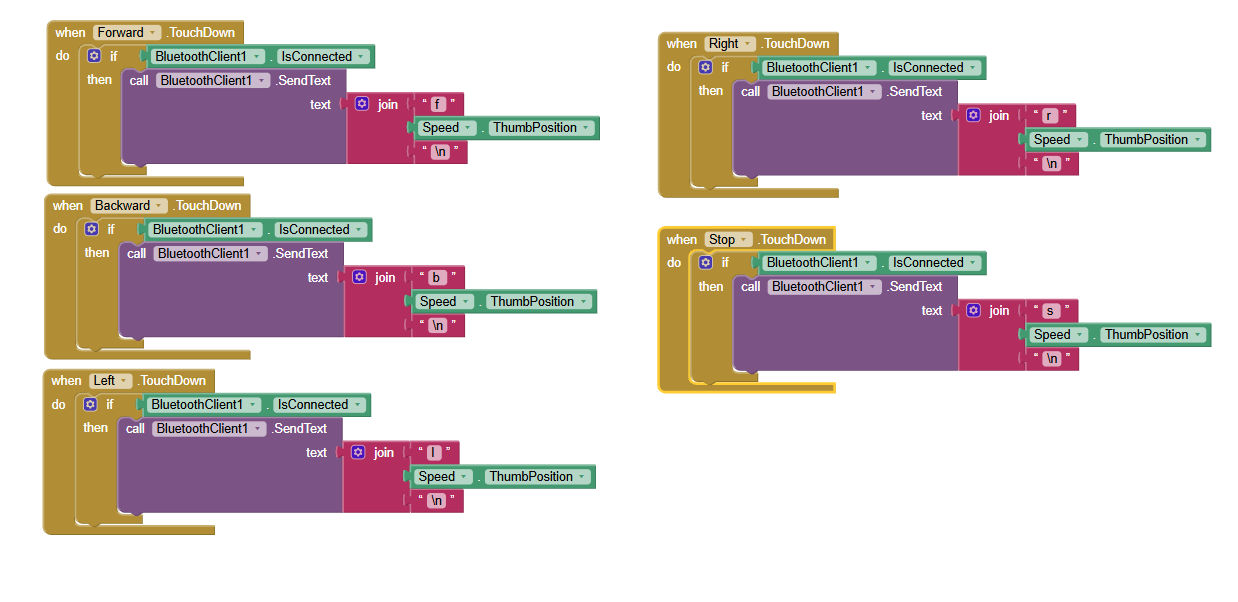 when Forward .TouchDown
do if BluetoothClient1 . IsConnected
then call BluetoothClient1 .SendText
text join " f "
Speed . ThumbPosition
" \n "
when Backward .TouchDown
do if BluetoothClient1 . IsConnected
then call BluetoothClient1 .SendText
text join " b "
Speed . ThumbPosition
" \n "
when Left .TouchDown
do if BluetoothClient1 . IsConnected
then call BluetoothClient1 .SendText
text join " l "
Speed . ThumbPosition
" \n "
when Right .TouchDown
do if BluetoothClient1 . IsConnected
then call BluetoothClient1 .SendText
text join " r "
Speed . ThumbPosition
" \n "
when Stop .TouchDown
do if BluetoothClient1 . IsConnected
then call BluetoothClient1 .SendText
text join " s "
Speed . ThumbPosition
" \n "